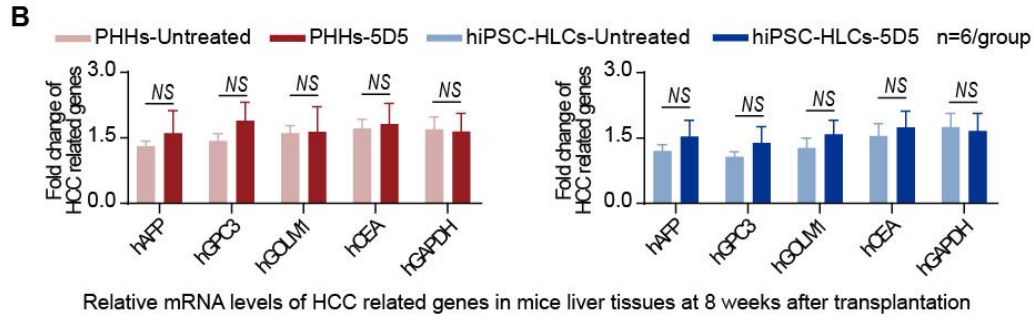 B
PHHs-Untreated PHHs-5D5 hiPSC-HLCs-Untreated hiPSC-HLCs-5D5 n=6/group
Fold change of
HCC related genes
3.0
1.5
0.0
NS NS NS NS NS
hAFP hGPC3 hGOLM1 hCEA hGAPDH
Fold change of
HCC related genes
3.0
1.5
0.0
NS NS NS NS NS
hAFP hGPC3 hGOLM1 hCEA hGAPDH
Relative mRNA levels of HCC related genes in mice liver tissues at 8 weeks after transplantation